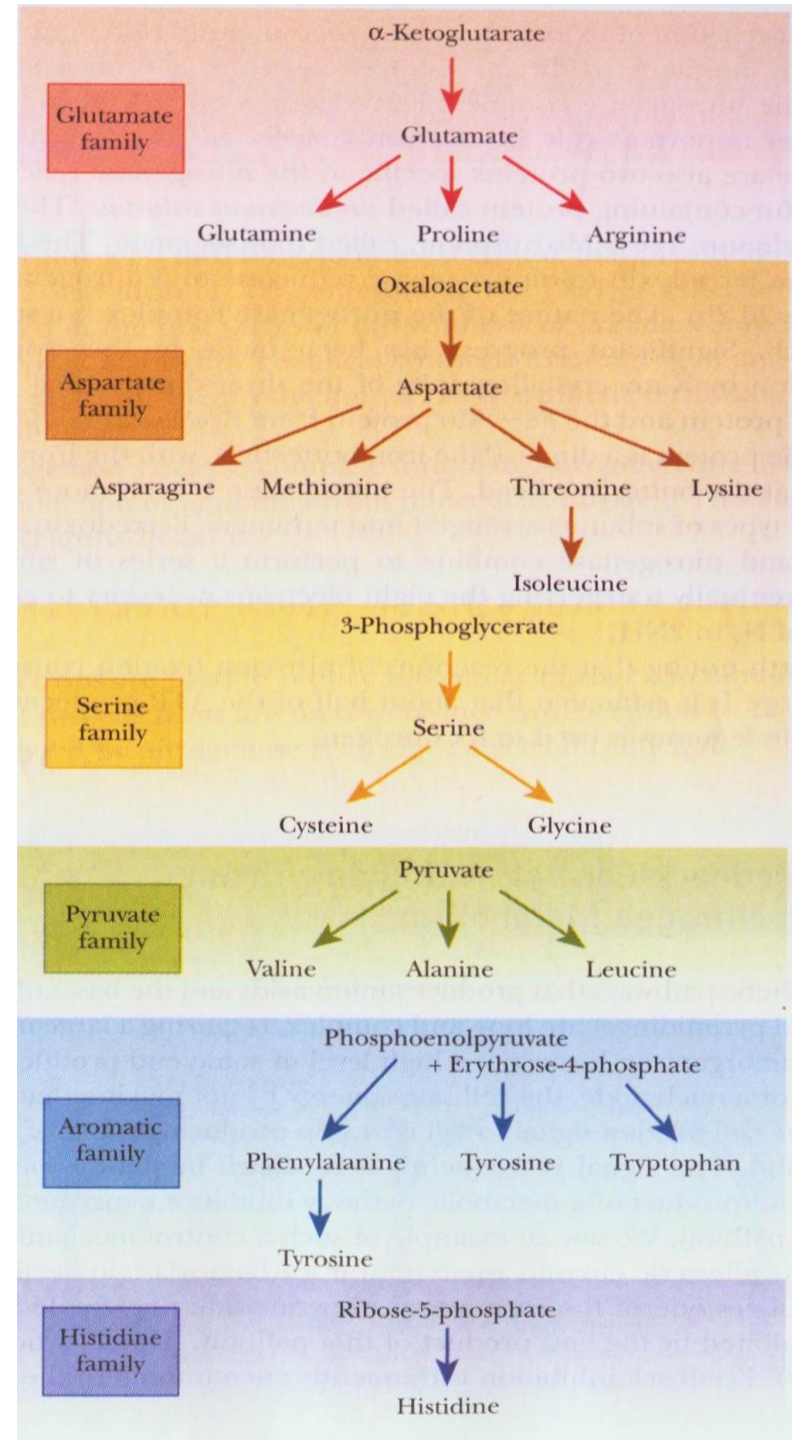 α-Ketoglutarate
Glutamate
family
Glutamate
Glutamine Proline Arginine
Oxaloacetate
Aspartate
family
Aspartate
Asparagine Methionine Threonine Lysine
Isoleucine
3-Phosphoglycerate
Serine
family
Serine
Cysteine Glycine
Pyruvate
Pyruvate
family
Valine Alanine Leucine
Phosphoenolpyruvate
+ Erythrose-4-phosphate
Aromatic
family
Phenylalanine Tyrosine Tryptophan
Tyrosine
Ribose-5-phosphate
Histidine
family
Histidine